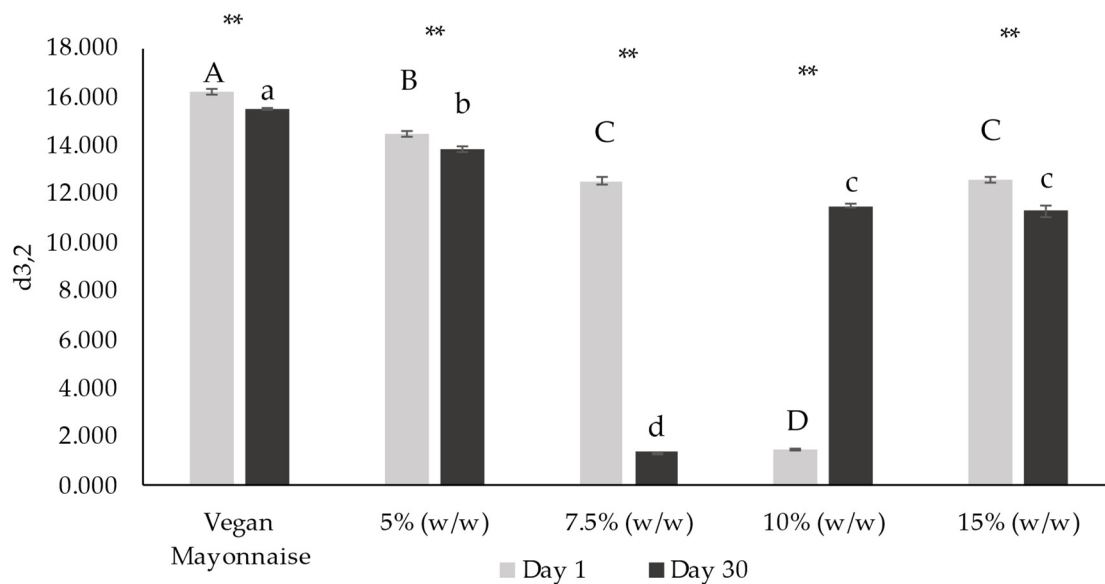 ** ** ** ** **
18.000
16.000
14.000
12.000
10.000
8.000
6.000
4.000
2.000
0.000
d3,2
A a B b C d D c C c
Vegan Mayonnaise
5% (w/w)
7.5% (w/w)
10% (w/w)
15% (w/w)
Day 1 Day 30